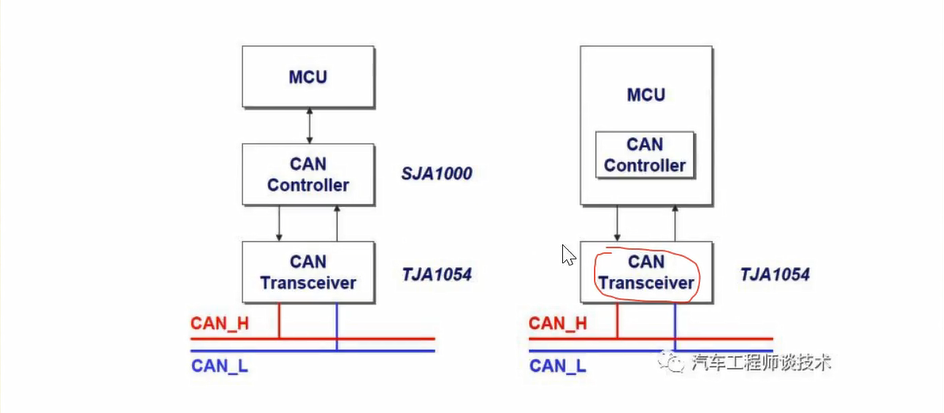 MCU
CAN
Controller
SJA1000
CAN
Transceiver
TJA1054
CAN_H
CAN_L
MCU
CAN
Controller
CAN
Transceiver
TJA1054
CAN_H
CAN_L
汽车工程师谈技术